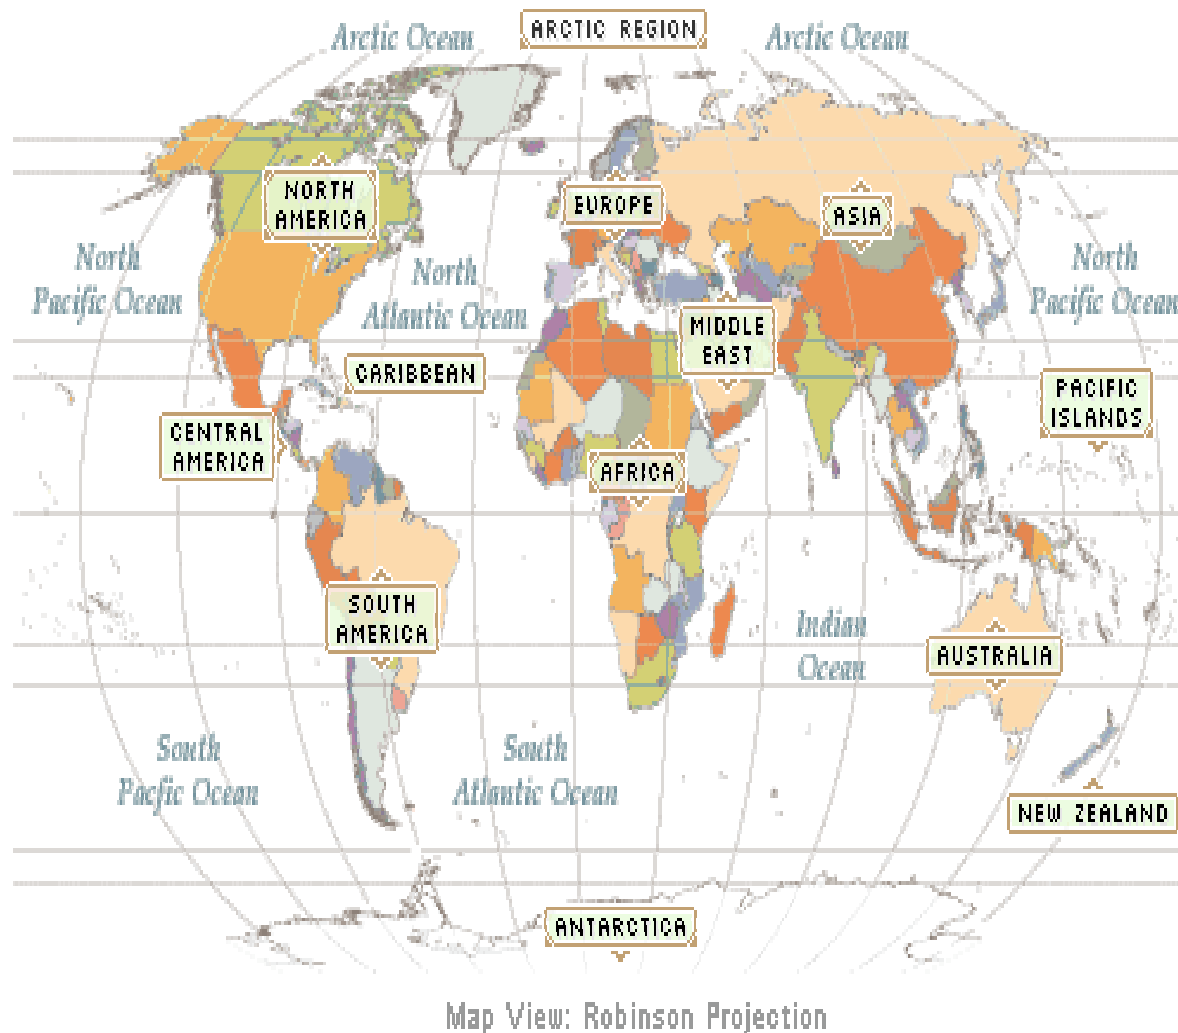 ARCTIC REGION
Arctic Ocean
Arctic Ocean
NORTH
AMERICA
EUROPE
ASIA
North
Pacific Ocean
North
Atlantic Ocean
North
Pacific Ocean
MIDDLE
EAST
CARIBBEAN
PACIFIC
ISLANDS
CENTRAL
AMERICA
AFRICA
SOUTH
AMERICA
Indian
Ocean
AUSTRALIA
South
Pacfic Ocean
South
Atlantic Ocean
NEW ZEALAND
ANTARCTICA
Map View: Robinson Projection